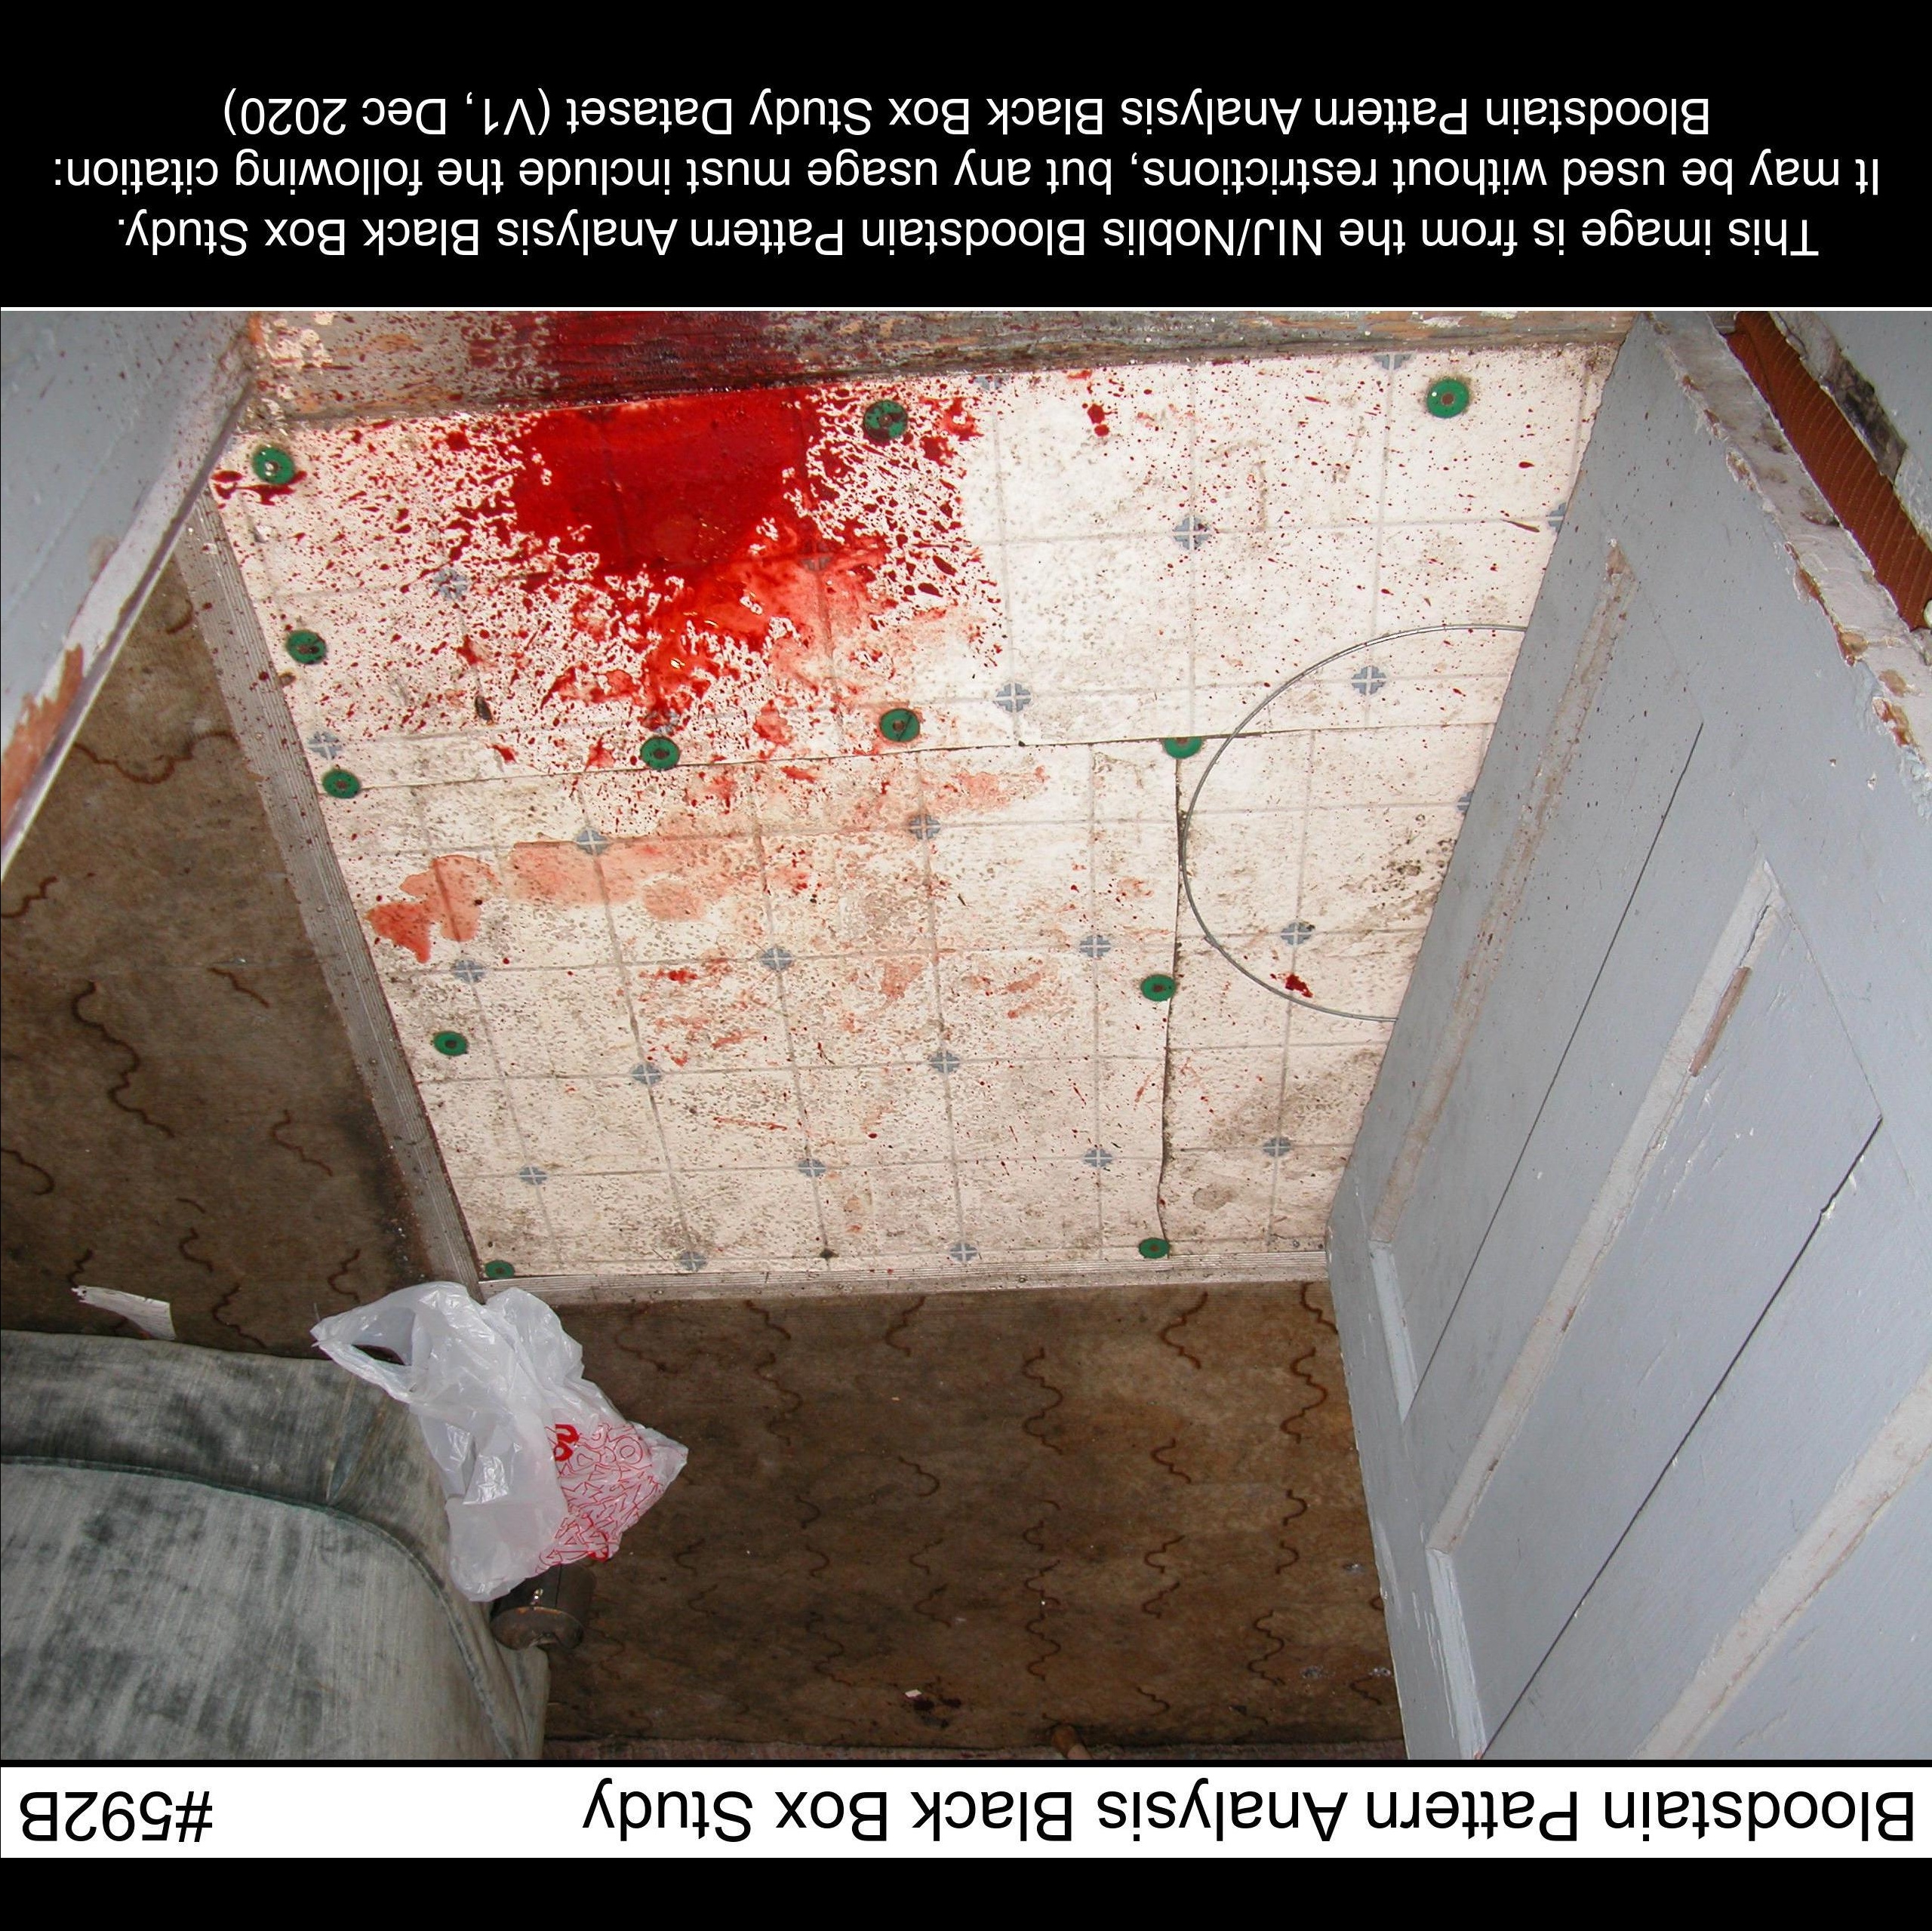 Bloodstain Pattern Analysis Black Box Study #592B
This image is from the NIJ/Noblis Bloodstain Pattern Analysis Black Box Study.
It may be used without restrictions, but any usage must include the following citation:
Bloodstain Pattern Analysis Black Box Study Dataset (V1, Dec 2020)